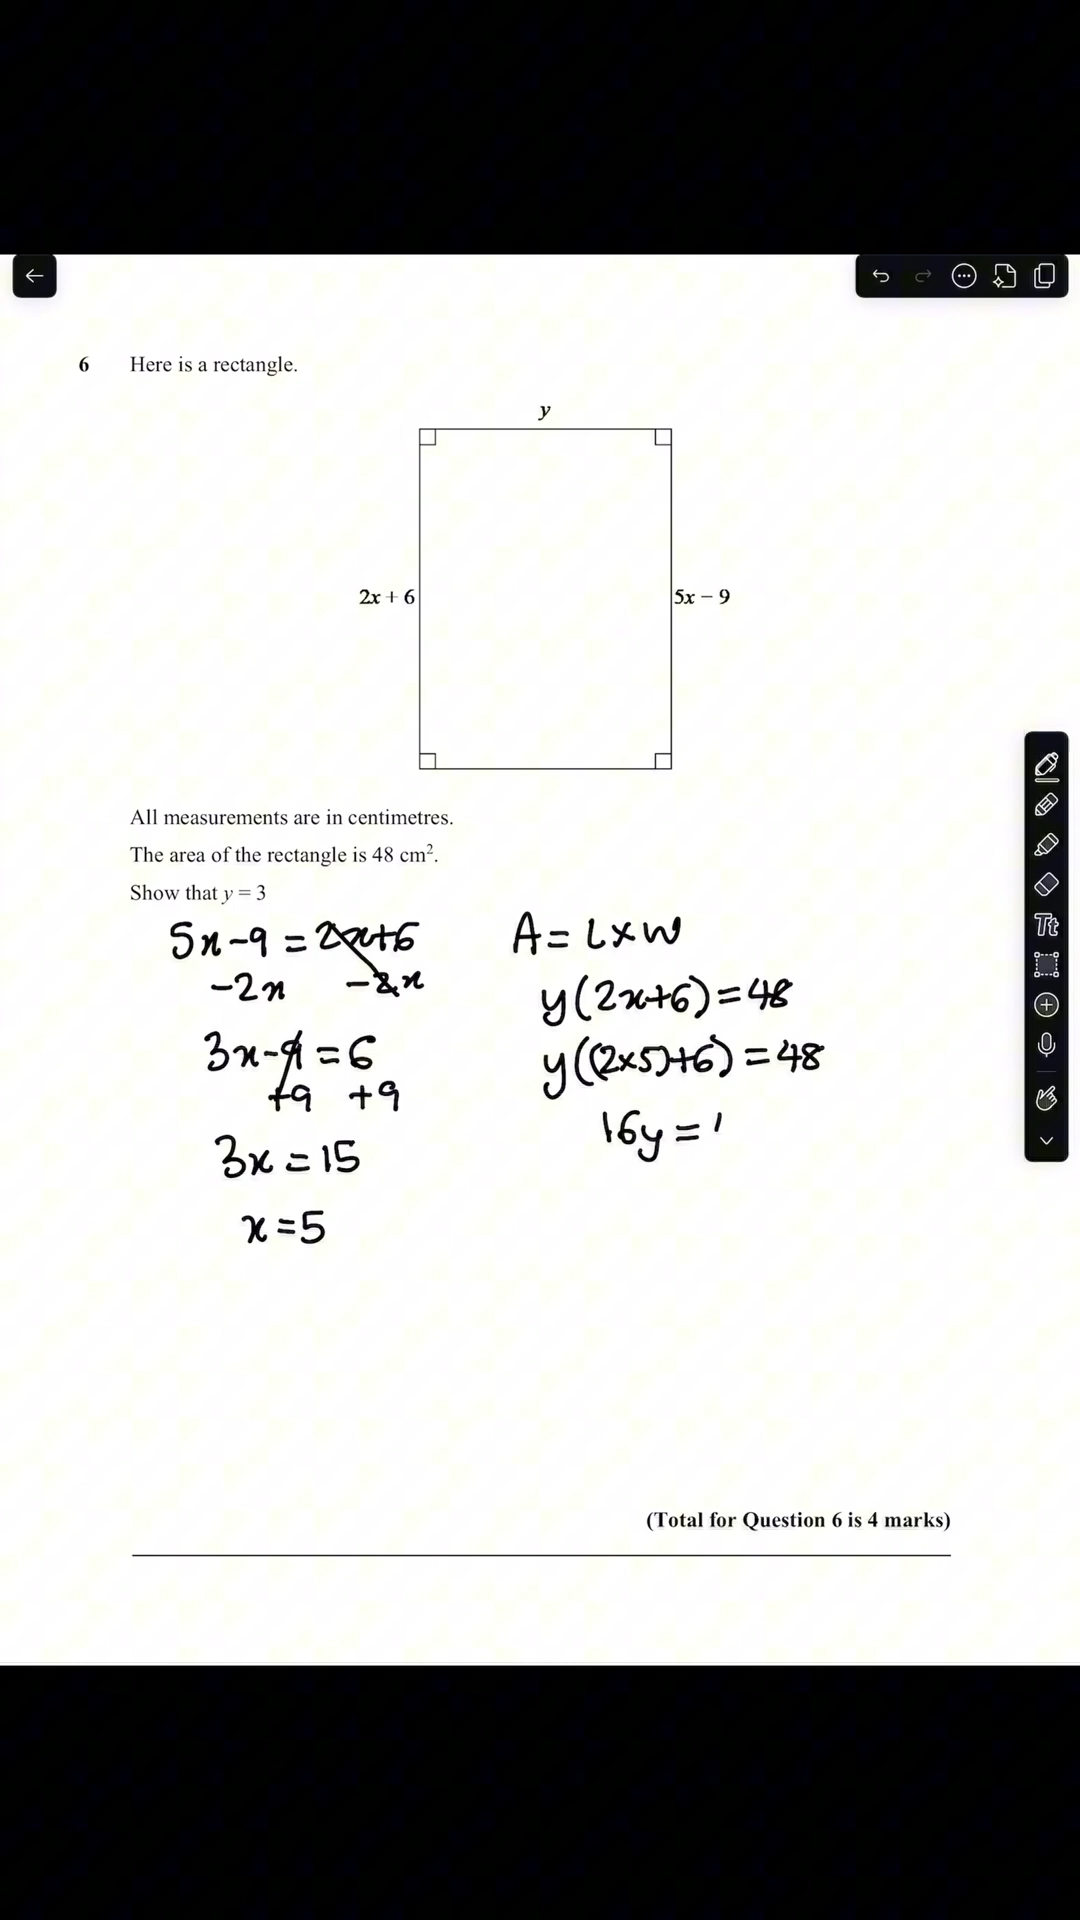 6 Here is a rectangle.
y
2x + 6
5x − 9
All measurements are in centimetres.
The area of the rectangle is 48 cm².
Show that y = 3
5x-9 = 2x+6
-2x -2x
3x-9 = 6
+9 +9
3x = 15
x = 5
A = L×W
y(2x+6) = 48
y((2×5)+6) = 48
16y = '
(Total for Question 6 is 4 marks)
Tt